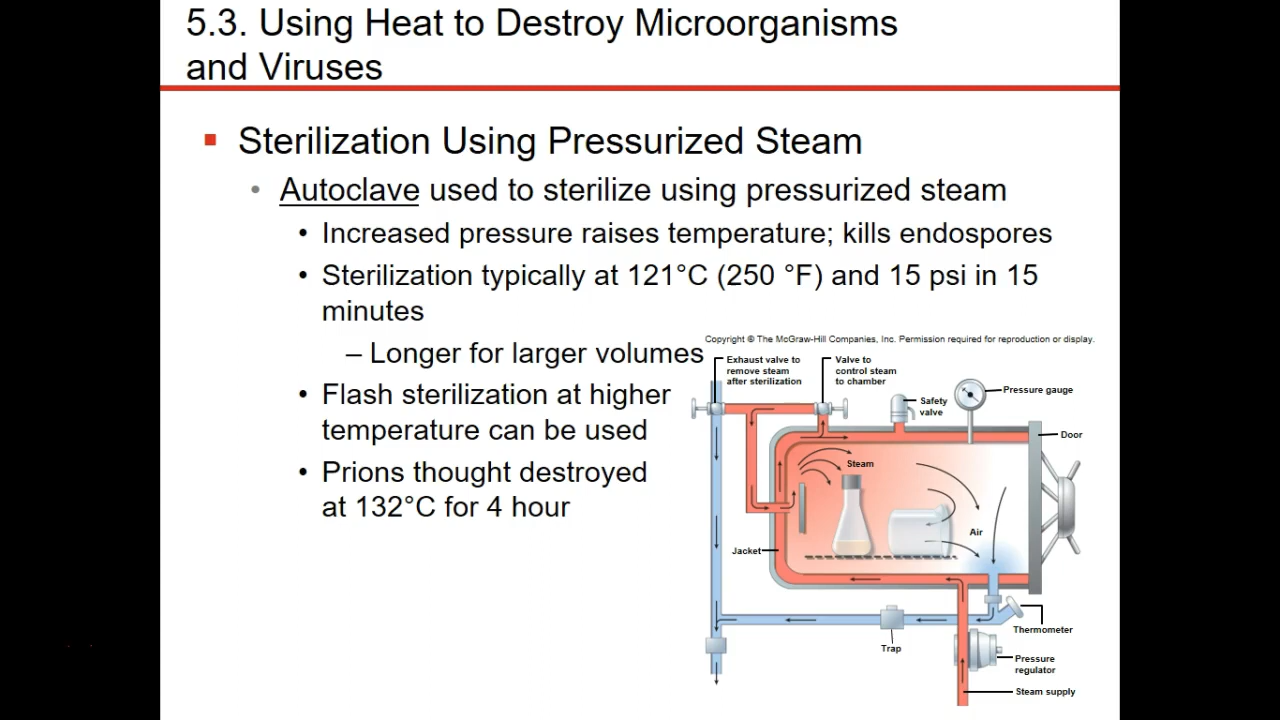 5.3. Using Heat to Destroy Microorganisms
and Viruses
Sterilization Using Pressurized Steam
Autoclave used to sterilize using pressurized steam
Increased pressure raises temperature; kills endospores
Sterilization typically at 121°C (250 °F) and 15 psi in 15
minutes
– Longer for larger volumes
Flash sterilization at higher
temperature can be used
Prions thought destroyed
at 132°C for 4 hour
Copyright © The McGraw-Hill Companies, Inc. Permission required for reproduction or display.
Exhaust valve to
remove steam
after sterilization
Valve to
control steam
to chamber
Safety
valve
Pressure gauge
Door
Steam
Air
Jacket
Thermometer
Trap
Pressure
regulator
Steam supply